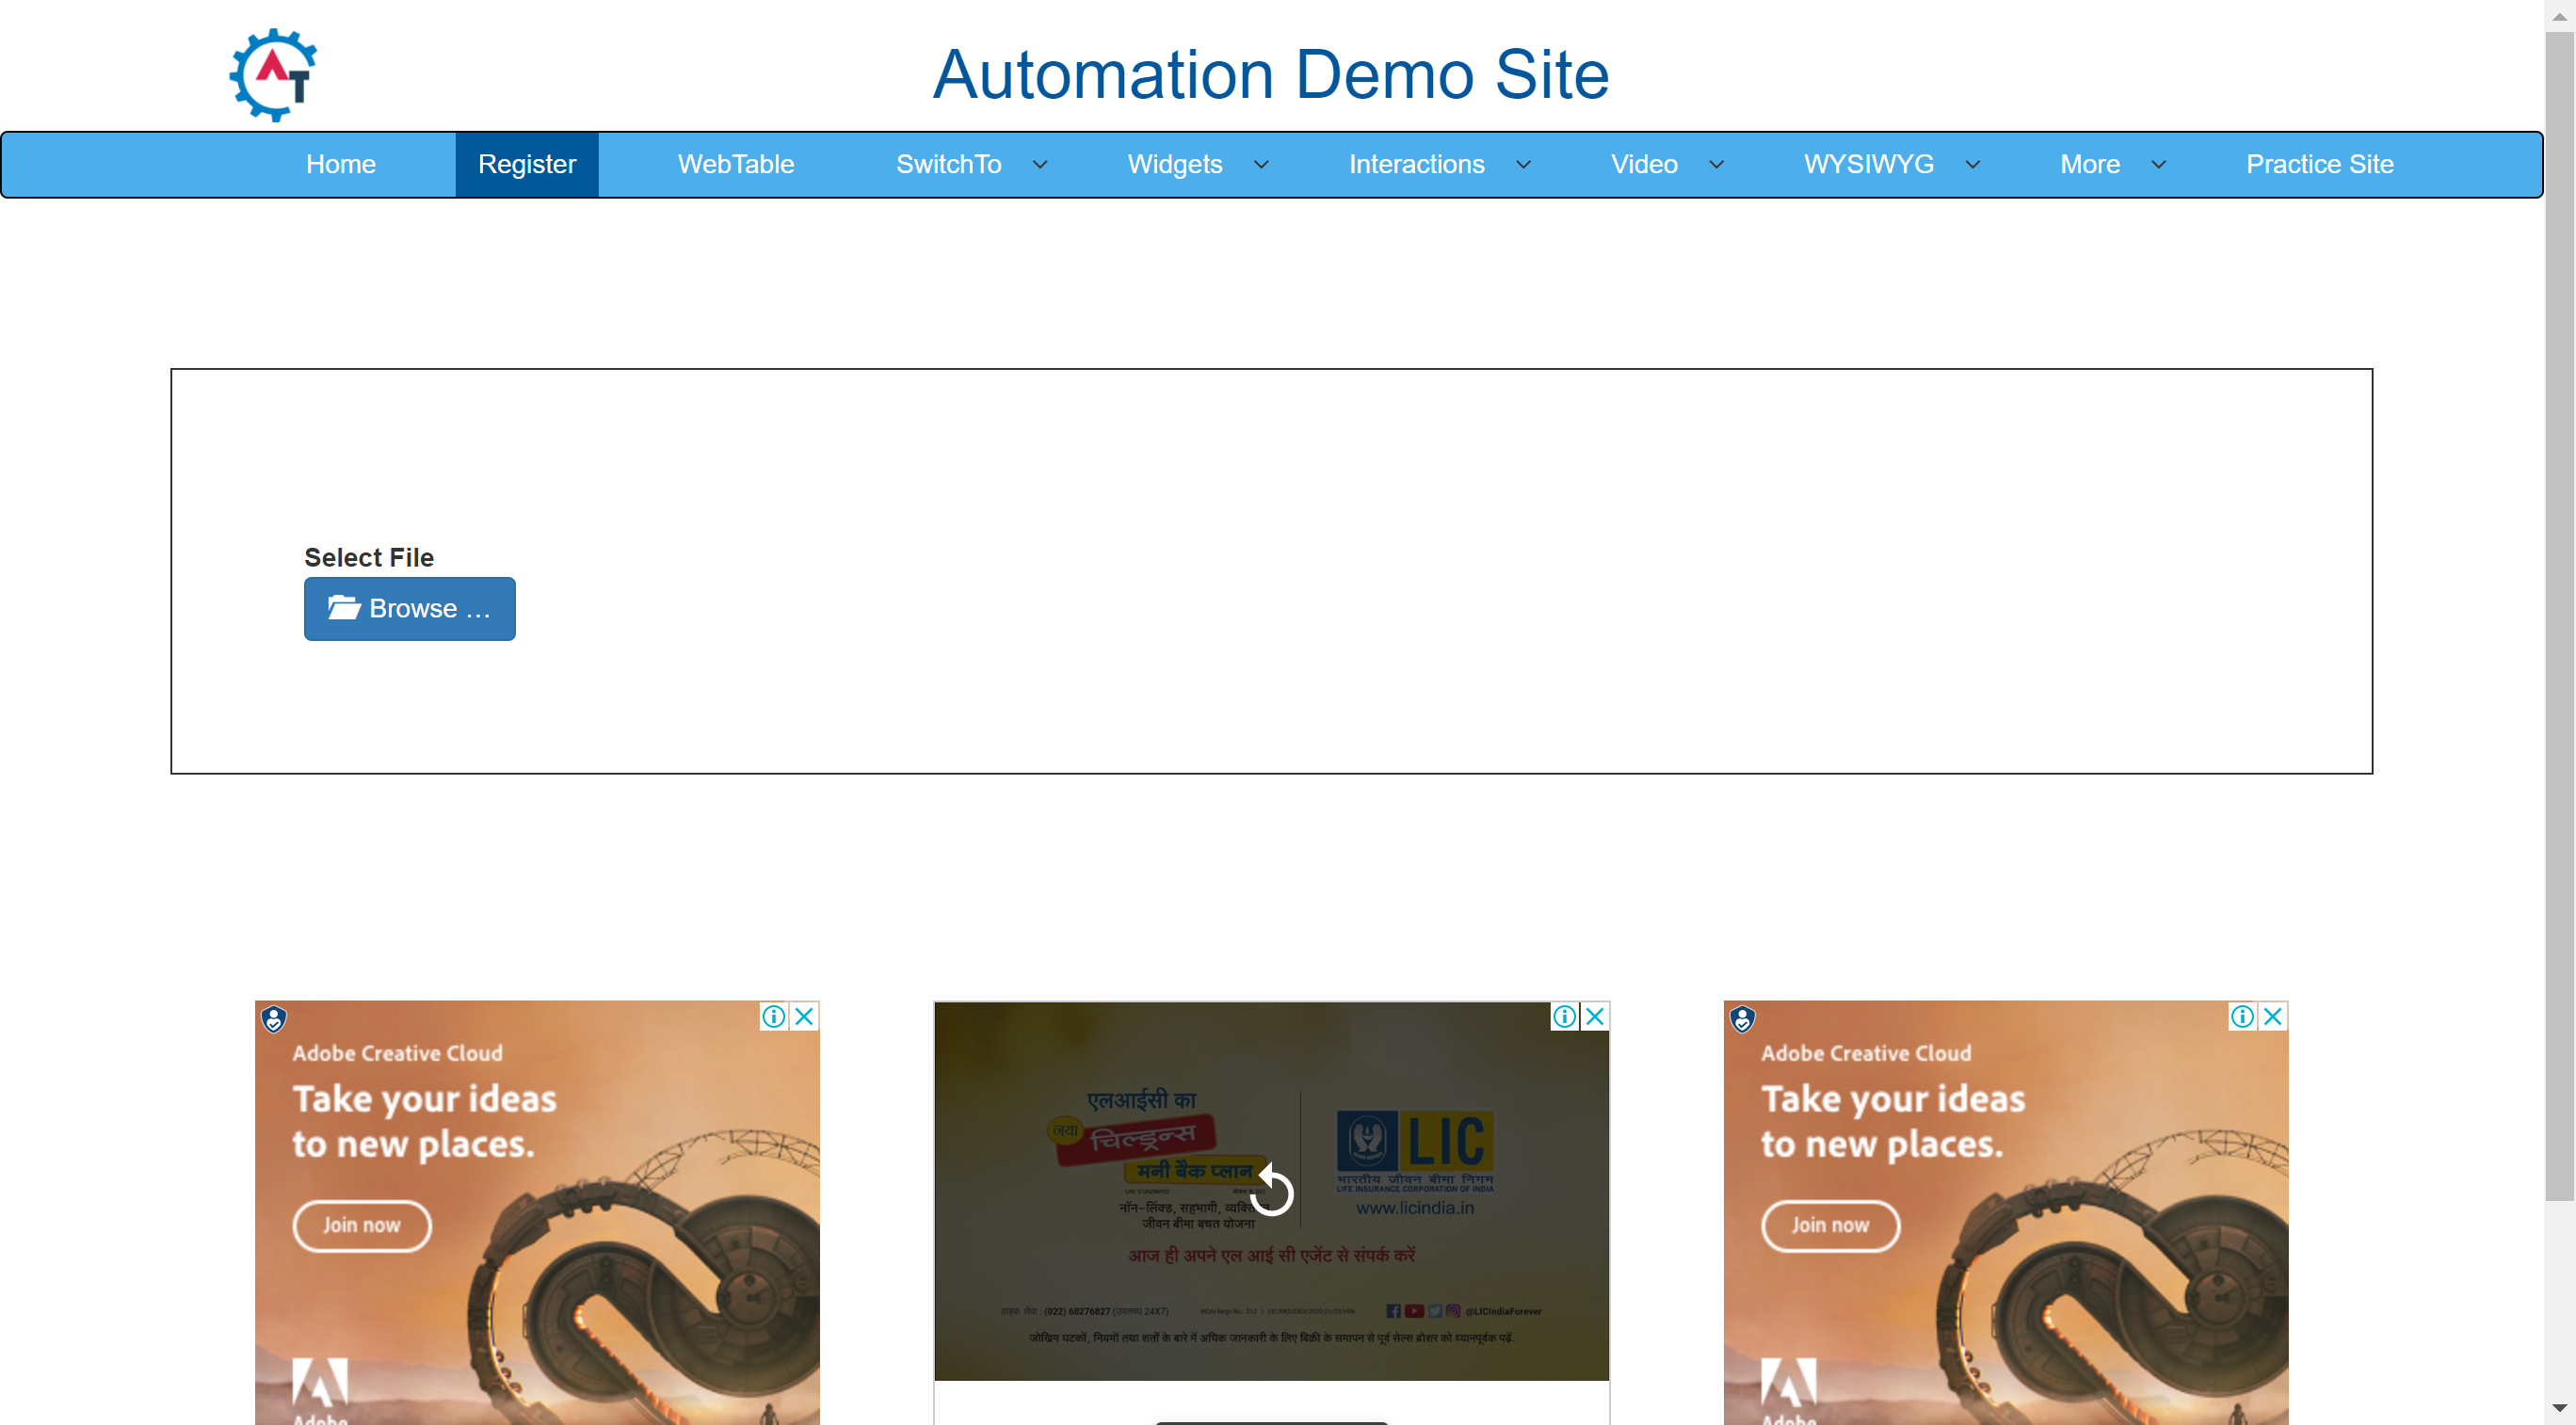 AT
Automation Demo Site
Home Register WebTable SwitchTo Widgets Interactions Video WYSIWYG More Practice Site
Select File
Browse …
Adobe Creative Cloud
Take your ideas
to new places.
Join now
Adobe
एलआईसी का
नया
चिल्ड्रन्स
मनी बैक प्लान
नॉन-लिंक्ड, सहभागी,
जीवन बीमा बचत योजना
LIC
भारतीय जीवन बीमा निगम
LIFE INSURANCE CORPORATION OF INDIA
www.licindia.in
आज ही अपने एल आई सी एजेंट से संपर्क करें
ग्राहक सेवा : (022) 68276827 (उपलब्ध 24X7)
@LICIndiaForever
जोखिम घटकों, नियमों तथा शर्तों के बारे में अधिक जानकारी के लिए बिक्री के समापन से पूर्व सेल्स ब्रोशर को ध्यानपूर्वक पढ़ें.
Adobe Creative Cloud
Take your ideas
to new places.
Join now
Adobe